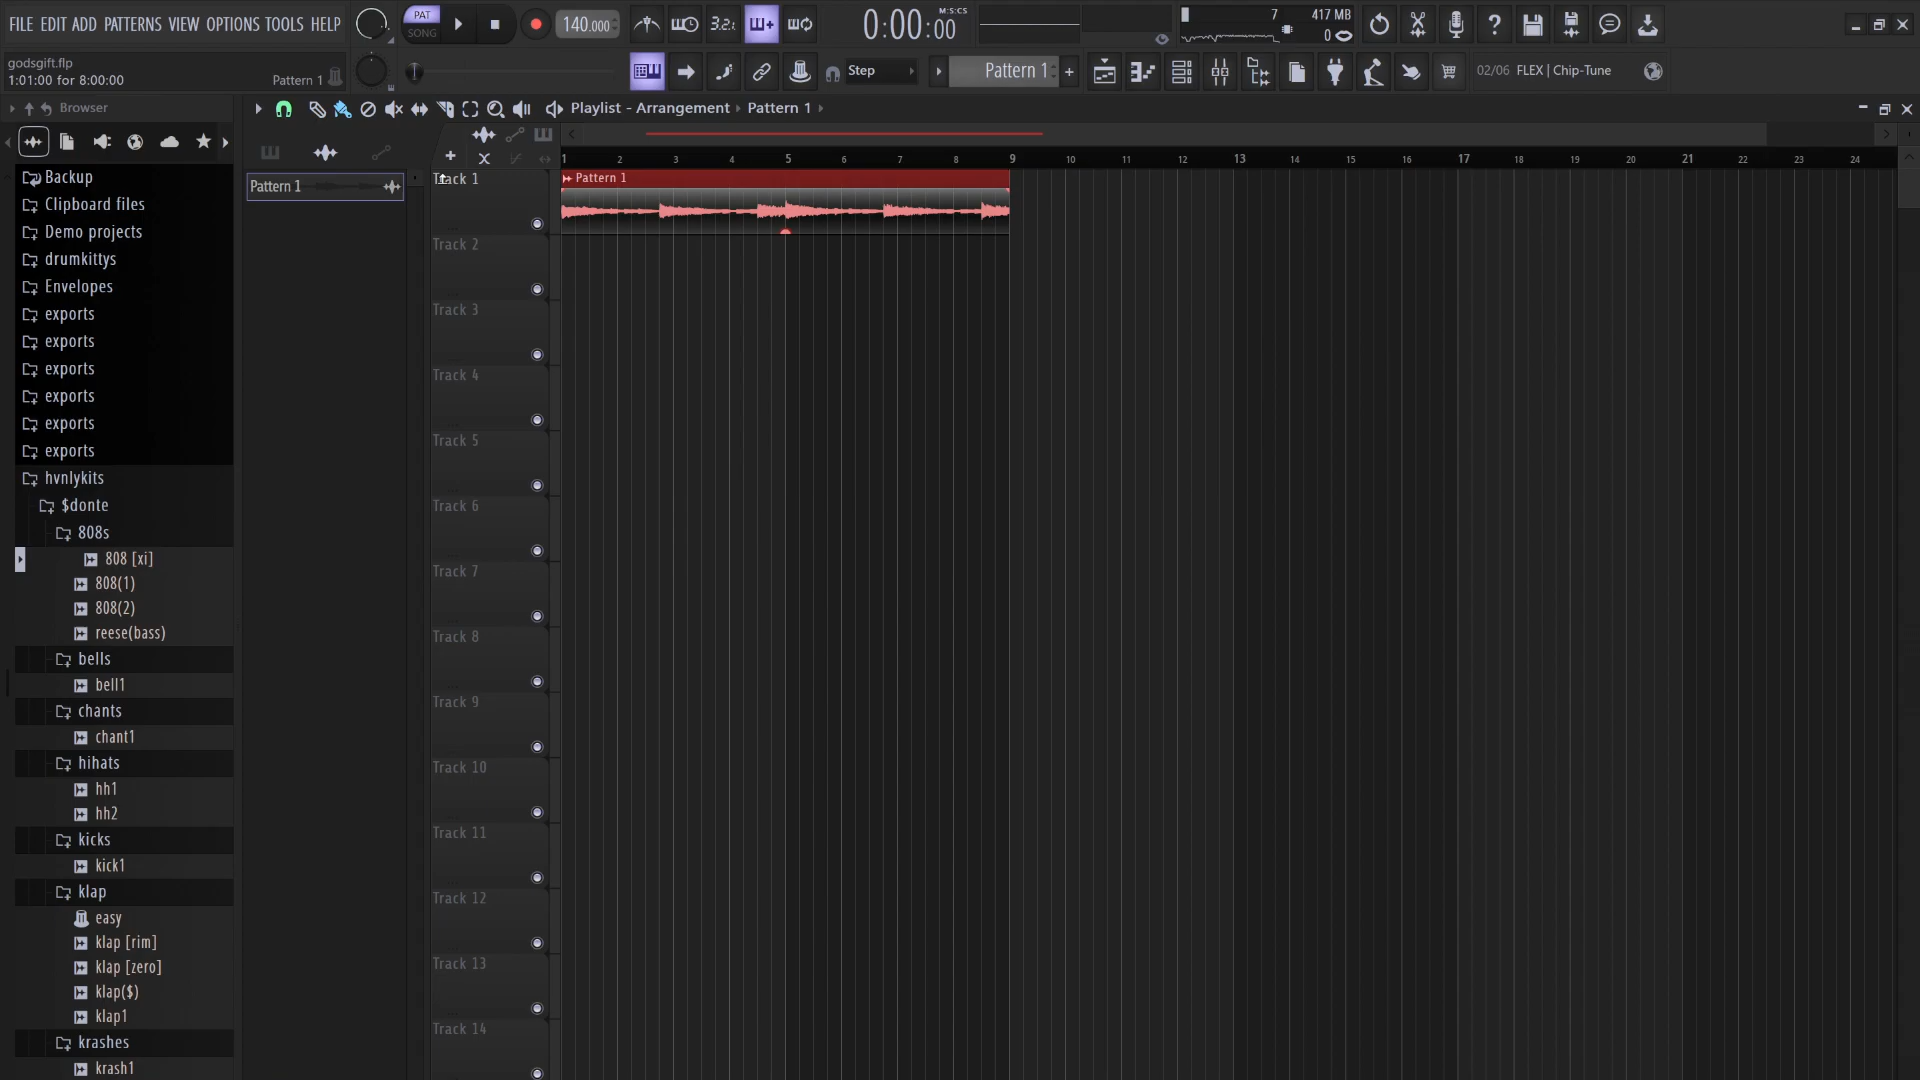 FILE EDIT ADD PATTERNS VIEW OPTIONS TOOLS HELP
PAT
SONG
140.000
3.2.
0:00:00
M:S:CS
7
417 MB
0
godsgift.flp
1:01:00 for 8:00:00
Pattern 1
Step
Pattern 1
+
02/06 FLEX | Chip-Tune
Browser
Playlist - Arrangement
Pattern 1
1 2 3 4 5 6 7 8 9 10 11 12 13 14 15 16 17 18 19 20 21 22 23 24
Backup
Clipboard files
Demo projects
drumkittys
Envelopes
exports
exports
exports
exports
exports
exports
hvnlykits
$donte
808s
808 [xi]
808(1)
808(2)
reese(bass)
bells
bell1
chants
chant1
hihats
hh1
hh2
kicks
kick1
klap
easy
klap [rim]
klap [zero]
klap($)
klap1
krashes
krash1
Pattern 1
Track 1
Track 2
Track 3
Track 4
Track 5
Track 6
Track 7
Track 8
Track 9
Track 10
Track 11
Track 12
Track 13
Track 14
Pattern 1